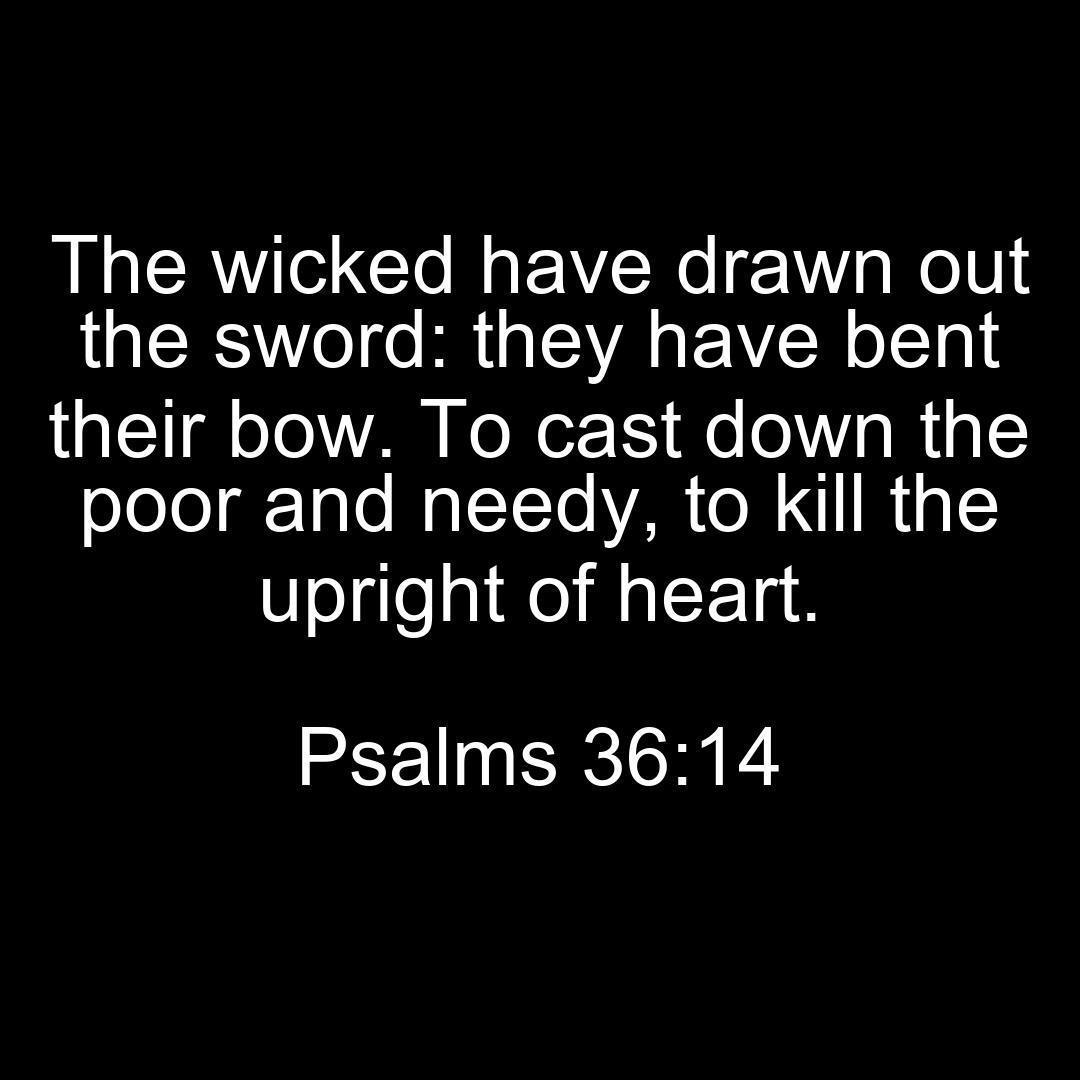 The wicked have drawn out
the sword: they have bent
their bow. To cast down the
poor and needy, to kill the
upright of heart.
Psalms 36:14